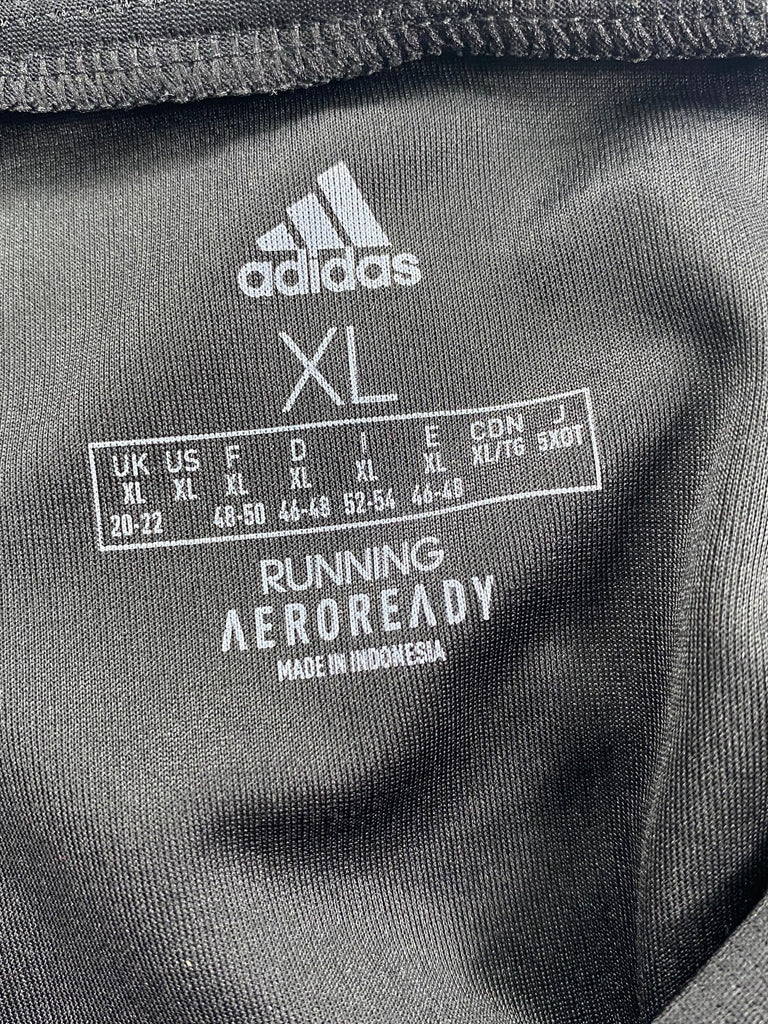 adidas
XL
UK US F D I E CDN J
XL XL XL XL XL XL XL/TG 5XOT
20-22 48-50 46-48 52-54 46-48
RUNNING
AEROREADY
MADE IN INDONESIA